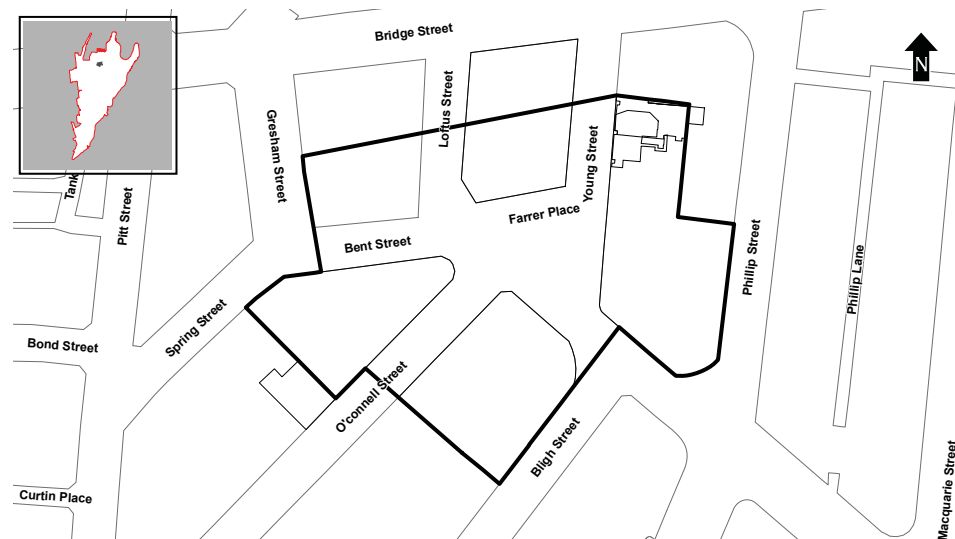 Bridge Street
N
Gresham Street
Loftus Street
Young Street
Tank
Pitt Street
Farrer Place
Bent Street
Phillip Street
Phillip Lane
Spring Street
Bond Street
O'connell Street
Bligh Street
Curtin Place
Macquarie Street